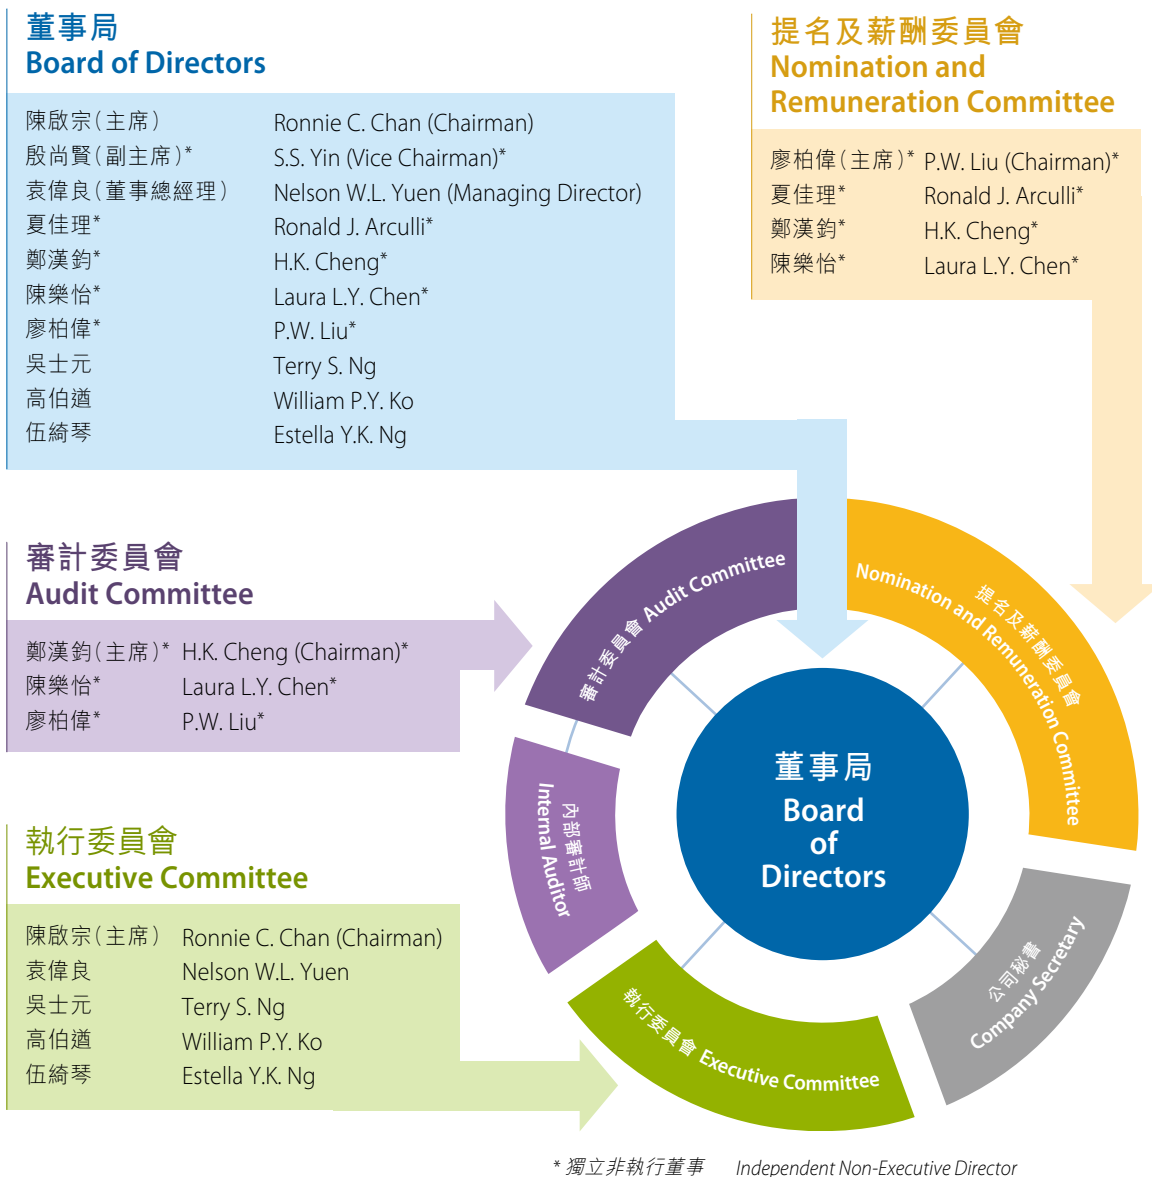 董事局
Board of Directors
陳啟宗（主席） Ronnie C. Chan (Chairman)
殷尚賢（副主席）* S.S. Yin (Vice Chairman)*
袁偉良（董事總經理） Nelson W.L. Yuen (Managing Director)
夏佳理* Ronald J. Arculli*
鄭漢鈞* H.K. Cheng*
陳樂怡* Laura L.Y. Chen*
廖柏偉* P.W. Liu*
吳士元 Terry S. Ng
高伯遒 William P.Y. Ko
伍綺琴 Estella Y.K. Ng
提名及薪酬委員會
Nomination and
Remuneration Committee
廖柏偉（主席）* P.W. Liu (Chairman)*
夏佳理* Ronald J. Arculli*
鄭漢鈞* H.K. Cheng*
陳樂怡* Laura L.Y. Chen*
審計委員會
Audit Committee
鄭漢鈞（主席）* H.K. Cheng (Chairman)*
陳樂怡* Laura L.Y. Chen*
廖柏偉* P.W. Liu*
執行委員會
Executive Committee
陳啟宗（主席） Ronnie C. Chan (Chairman)
袁偉良 Nelson W.L. Yuen
吳士元 Terry S. Ng
高伯遒 William P.Y. Ko
伍綺琴 Estella Y.K. Ng
審計委員會 Audit Committee
提名及薪酬委員會
Nomination and Remuneration Committee
內部審計師
Internal Auditor
董事局
Board
of
Directors
公司秘書
Company Secretary
執行委員會 Executive Committee
* 獨立非執行董事 Independent Non-Executive Director